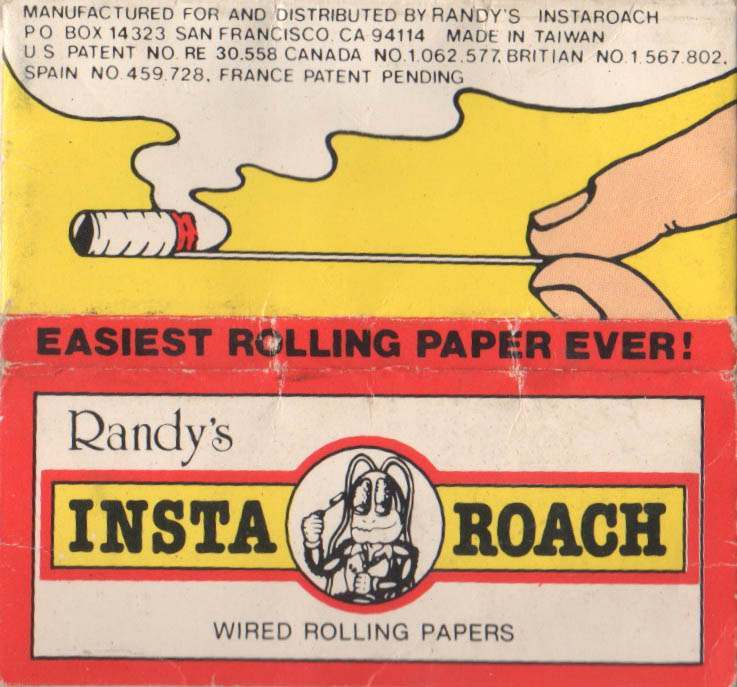 MANUFACTURED FOR AND DISTRIBUTED BY RANDY'S INSTAROACH
P O BOX 14323 SAN FRANCISCO. CA 94114 MADE IN TAIWAN
U S PATENT NO. RE 30.558 CANADA NO.1.062.577, BRITIAN NO.1.567.802,
SPAIN NO.459.728, FRANCE PATENT PENDING
EASIEST ROLLING PAPER EVER!
Randy's
INSTA ROACH
WIRED ROLLING PAPERS